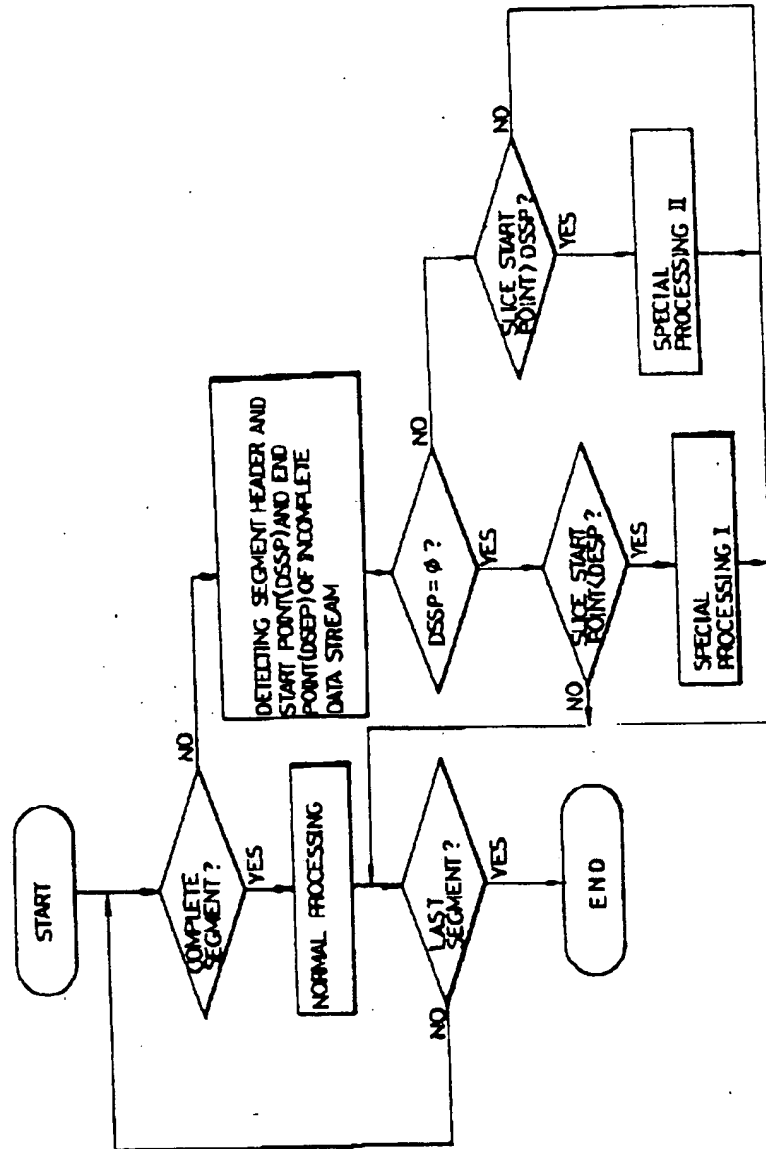 START
COMPLETE
SEGMENT?
NO
YES
NORMAL PROCESSING
LAST
SEGMENT?
NO
YES
END
DETECTING SEGMENT HEADER AND
START POINT(DSSP) AND END
POINT(DSEP) OF INCOMPLETE
DATA STREAM
DSSP=ø?
NO
YES
SLICE START
POINT<DESP?
NO
YES
SPECIAL
PROCESSING I
SLICE START
POINT>DSSP?
NO
YES
SPECIAL
PROCESSING II